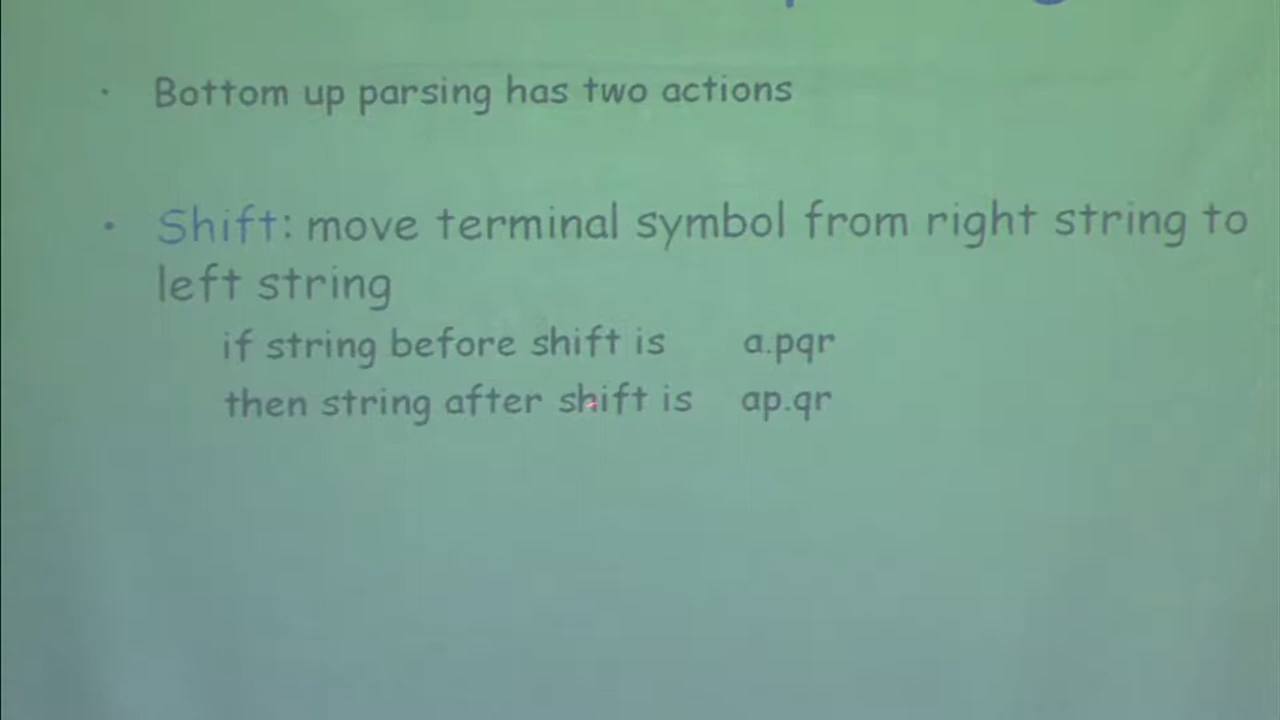 • Bottom up parsing has two actions
• Shift: move terminal symbol from right string to
left string
if string before shift is a.pqr
then string after shift is ap.qr